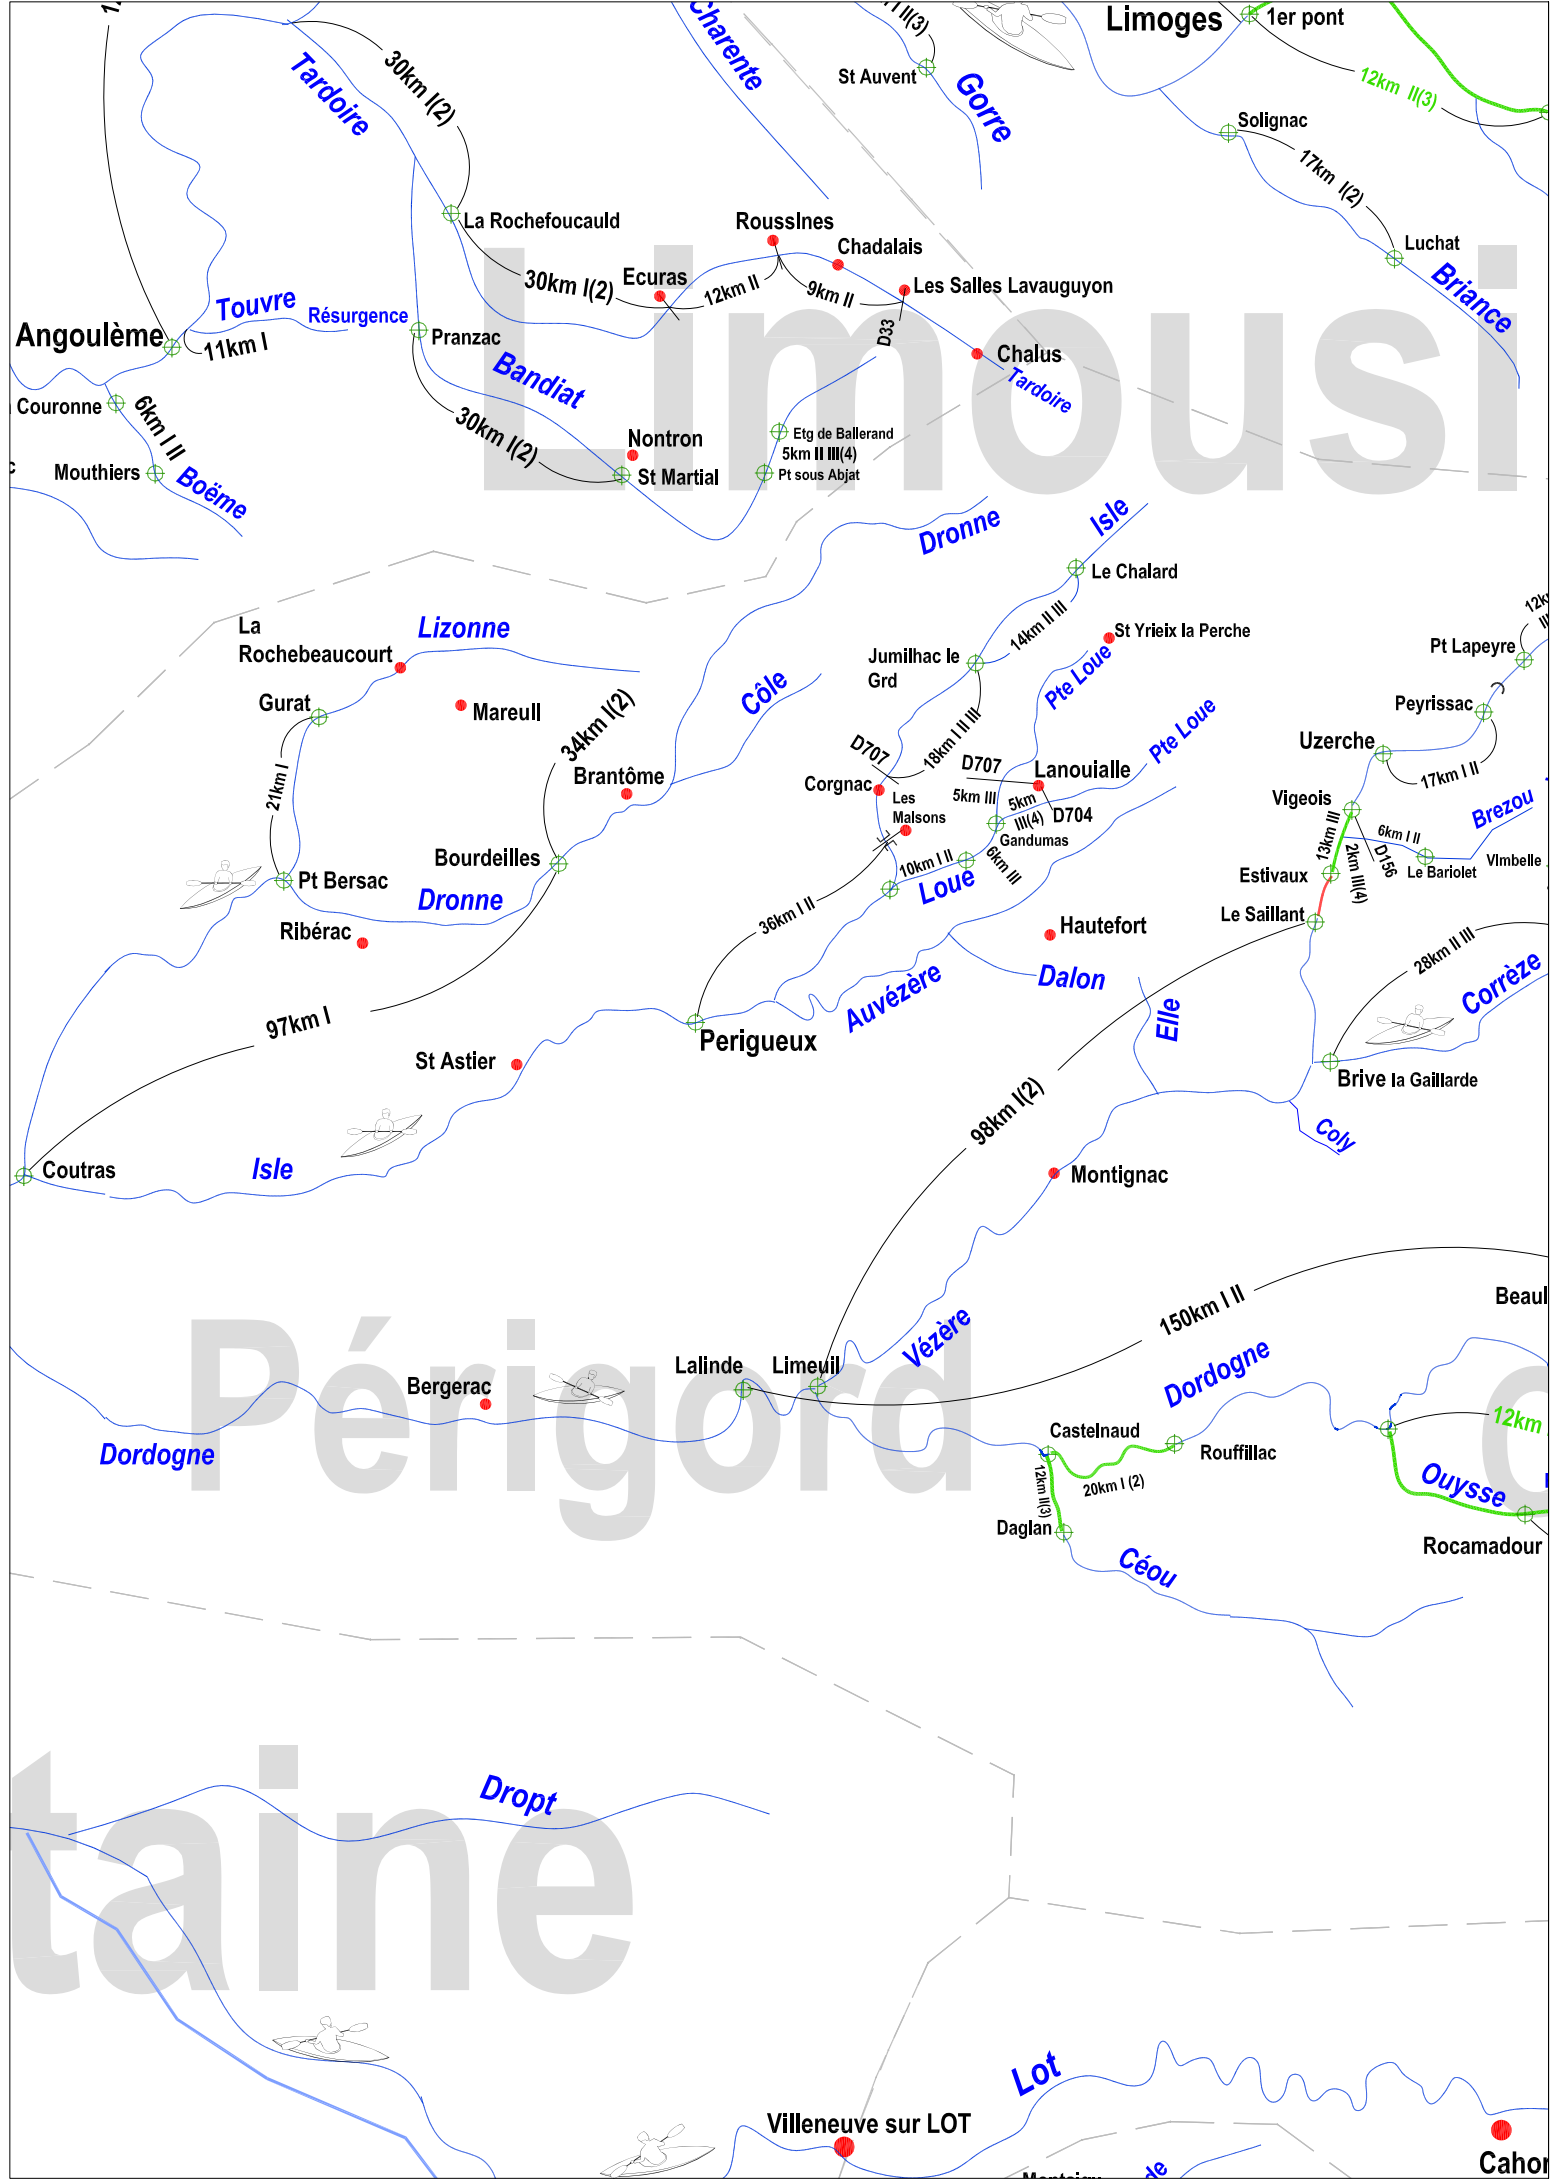 Limoges
1er pont
Charente
II(3)
St Auvent
Gorre
12km II(3)
Solignac
17km I(2)
Luchat
Briance
Tardoire
30km I(2)
La Rochefoucauld
RoussInes
Chadalais
Ecuras
30km I(2)
12km II
9km II
Les Salles Lavauguyon
D33
Touvre
Résurgence
Angoulème
11km I
Pranzac
Chalus
Tardoire
Bandiat
Couronne
6km I II
30km I(2)
Nontron
Etg de Ballerand
5km II III(4)
Pt sous Abjat
Mouthiers
Boëme
St Martial
Limousi
Dronne
Isle
Le Chalard
La
Rochebeaucourt
Lizonne
14km II III
St Yrieix la Perche
Jumilhac le
Grd
Pt Lapeyre
Gurat
Mareuil
Côle
Pte Loue
Peyrissac
34km I(2)
18km I II III
Pte Loue
Uzerche
D707
D707
Lanouialle
17km I II
21km I
Brantôme
Corgnac
Les
MaIsons
5km III
5km
III(4)
D704
Vigeois
Brezou
Gandumas
13km III
6km I II
D156
Bourdeilles
10km I II
6km III
2km III(4)
Le Bariolet
VImbelle
Pt Bersac
Estivaux
Dronne
Loue
Le Saillant
Ribérac
36km I II
Hautefort
28km II III
Dalon
Corrèze
Auvézère
Elle
97km I
Perigueux
St Astier
Brive la Gaillarde
98km I(2)
Coly
Coutras
Isle
Montignac
150km I II
Beaul
Vézère
Périgord
Lalinde
Limeuil
Dordogne
Bergerac
12km
Castelnaud
Rouffillac
Dordogne
12km II(3)
20km I (2)
Ouysse
Daglan
Rocamadour
Céou
Dropt
taine
Lot
Villeneuve sur LOT
Cahor